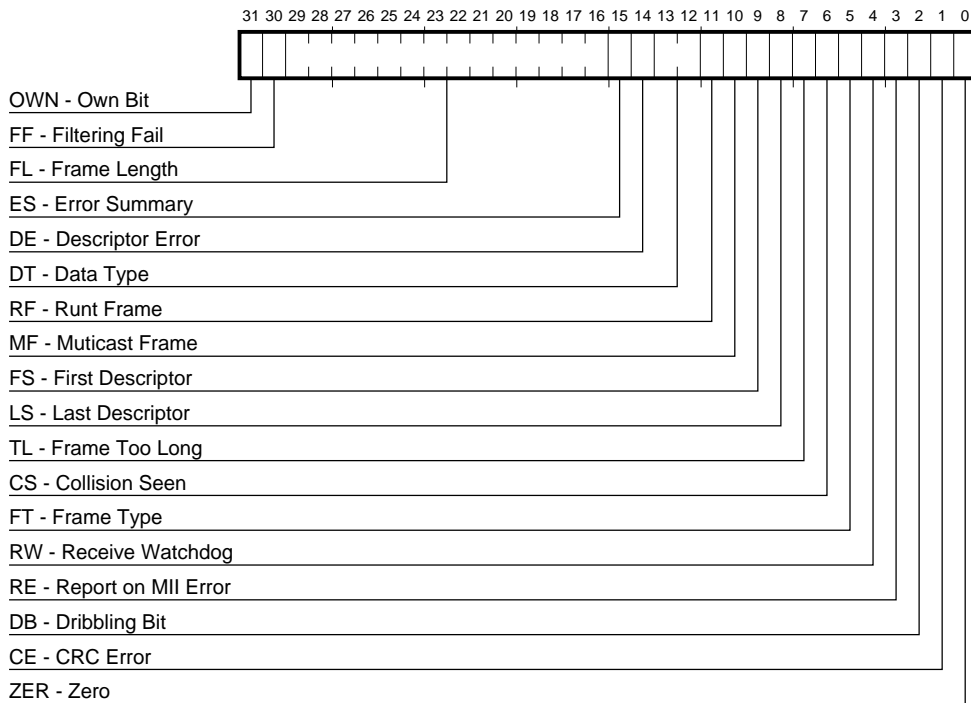 31 30 29 28 27 26 25 24 23 22 21 20 19 18 17 16 15 14 13 12 11 10 9 8 7 6 5 4 3 2 1 0
OWN - Own Bit
FF - Filtering Fail
FL - Frame Length
ES - Error Summary
DE - Descriptor Error
DT - Data Type
RF - Runt Frame
MF - Muticast Frame
FS - First Descriptor
LS - Last Descriptor
TL - Frame Too Long
CS - Collision Seen
FT - Frame Type
RW - Receive Watchdog
RE - Report on MII Error
DB - Dribbling Bit
CE - CRC Error
ZER - Zero